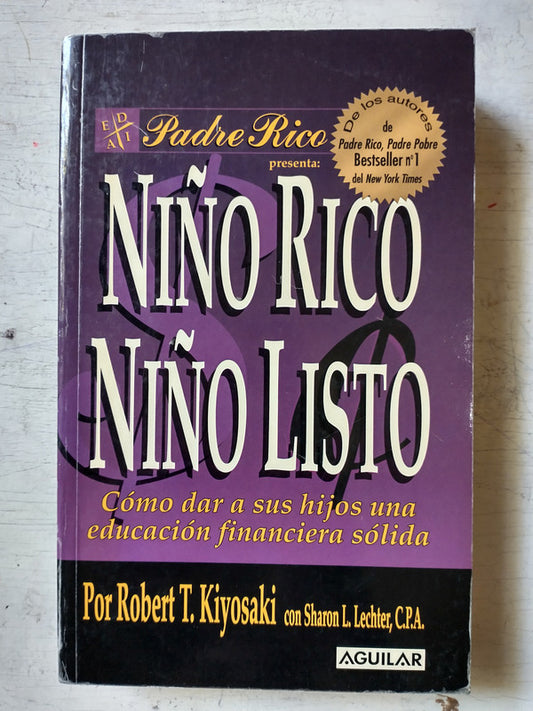 E D
A I
Padre Rico
presenta:
De los autores
de
Padre Rico, Padre Pobre
Bestseller nº1
del New York Times
NIÑO RICO
NIÑO LISTO
Cómo dar a sus hijos una
educación financiera sólida
Por Robert T. Kiyosaki con Sharon L. Lechter, C.P.A.
AGUILAR